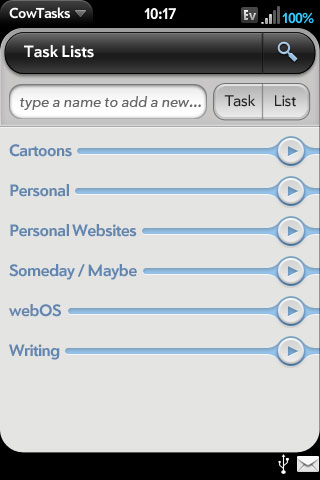 CowTasks 10:17 Ev 100%
Task Lists
type a name to add a new... Task List
Cartoons
Personal
Personal Websites
Someday / Maybe
webOS
Writing